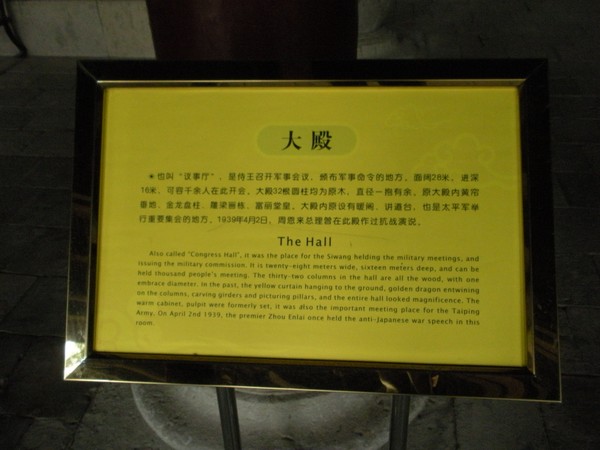 大殿
★也叫“议事厅”，是侍王召开军事会议、颁布军事命令的地方。面阔28米，进深
16米，可容千余人在此开会。大殿32根圆柱均为原木，直径一抱有余。原大殿内黄帘
垂地，金龙盘柱，雕梁画栋，富丽堂皇。大殿内原设有暖阁、讲道台，也是太平军举
行重要集会的地方。1939年4月2日，周恩来总理曾在此殿作过抗战演说。
The Hall
Also called "Congress Hall", it was the place for the Siwang helding the military meetings, and
issuing the military commission. It is twenty-eight meters wide, sixteen meters deep, and can be
held thousand people's meeting. The thirty-two columns in the hall are all the wood, with one
embrace diameter. In the past, the yellow curtain hanging to the ground, golden dragon entwining
on the columns, carving girders and picturing pillars, and the entire hall looked magnificence. The
warm cabinet, pulpit were formerly set, it was also the important meeting place for the Taiping
Army. On April 2nd 1939, the premier Zhou Enlai once held the anti-Japanese war speech in this
room.